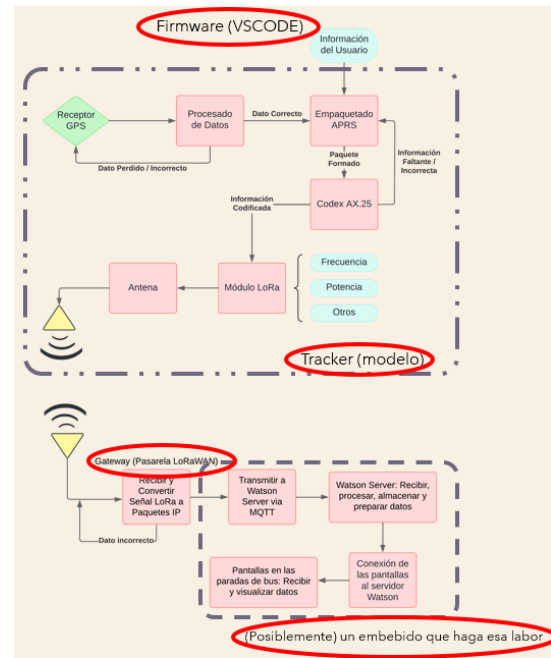 Firmware (VSCODE)
Información
del Usuario
Receptor
GPS
Procesado
de Datos
Dato Correcto
Empaquetado
APRS
Dato Perdido / Incorrecto
Paquete
Formado
Información
Faltante /
Incorrecta
Información
Codificada
Codex AX.25
Antena
Módulo LoRa
Frecuencia
Potencia
Otros
Tracker (modelo)
Gateway (Pasarela LoRaWAN)
Recibir y
Convertir
Señal LoRa a
Paquetes IP
Dato incorrecto
Transmitir a
Watson
Server via
MQTT
Watson Server: Recibir,
procesar, almacenar y
preparar datos
Pantallas en las
paradas de bus: Recibir
y visualizar datos
Conexión de
las pantallas
al servidor
Watson
(Posiblemente) un embebido que haga esa labor